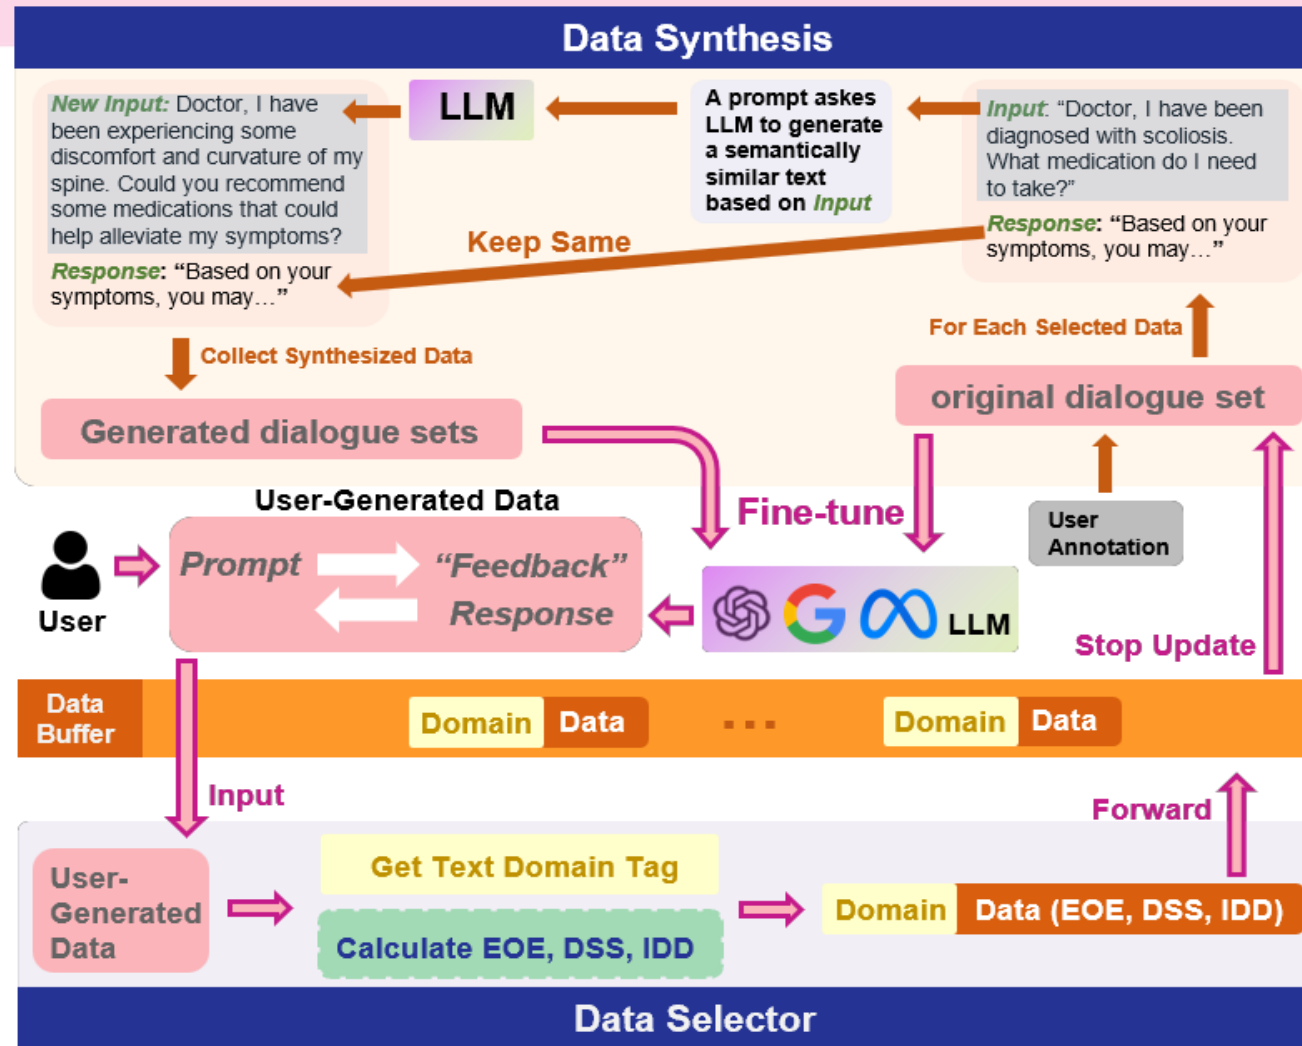 Data Synthesis
New Input: Doctor, I have
been experiencing some
discomfort and curvature of my
spine. Could you recommend
some medications that could
help alleviate my symptoms?
Response: “Based on your
symptoms, you may…”
LLM
A prompt askes
LLM to generate
a semantically
similar text
based on Input
Input: “Doctor, I have been
diagnosed with scoliosis.
What medication do I need
to take?”
Response: “Based on your
symptoms, you may…”
Keep Same
For Each Selected Data
Collect Synthesized Data
original dialogue set
Generated dialogue sets
User-Generated Data
Fine-tune
User
Annotation
Prompt
“Feedback”
Response
User
LLM
Stop Update
Data
Buffer
Domain Data
...
Domain Data
Input
Forward
User-
Generated
Data
Get Text Domain Tag
Calculate EOE, DSS, IDD
Domain Data (EOE, DSS, IDD)
Data Selector